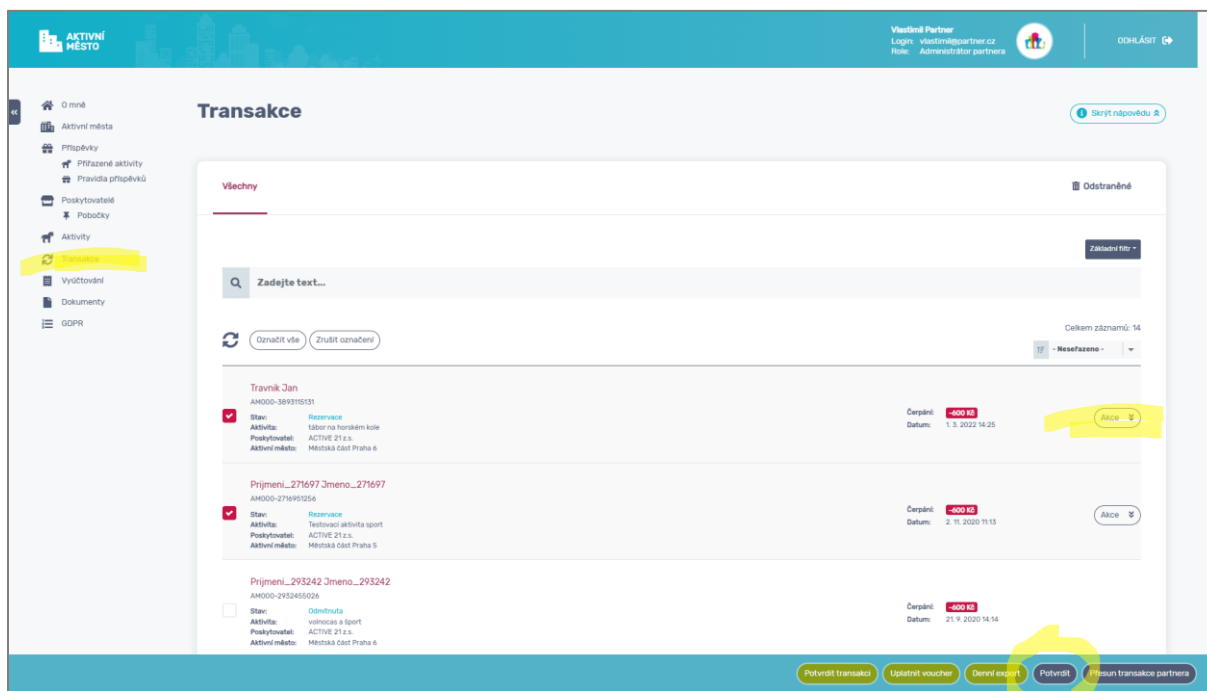 AKTIVNÍ
MĚSTO
Vlastimil Partner
Login: vlastimil@partner.cz
Role: Administrátor partnera
ODHLÁSIT
O mně
Aktivní města
Příspěvky
Přiřazené aktivity
Pravidla příspěvků
Poskytovatelé
Pobočky
Aktivity
Transakce
Vyúčtování
Dokumenty
GDPR
Transakce
Skrýt nápovědu
Všechny
Odstraněné
Základní filtr
Zadejte text...
Označit vše Zrušit označení
Celkem záznamů: 14
- Neseřazeno -
Travnik Jan
AM000-3893115131
Stav: Rezervace
Aktivita: tábor na horském kole
Poskytovatel: ACTIVE 21 z.s.
Aktivní město: Městská část Praha 6
Čerpání: -600 Kč
Datum: 1. 3. 2022 14:25
Akce
Prijmeni_271697 Jmeno_271697
AM000-2716951256
Stav: Rezervace
Aktivita: Testovací aktivita sport
Poskytovatel: ACTIVE 21 z.s.
Aktivní město: Městská část Praha 5
Čerpání: -600 Kč
Datum: 2. 11. 2020 11:13
Akce
Prijmeni_293242 Jmeno_293242
AM000-2932455026
Stav: Odmítnuta
Aktivita: volnocas a šport
Poskytovatel: ACTIVE 21 z.s.
Aktivní město: Městská část Praha 6
Čerpání: -600 Kč
Datum: 21. 9. 2020 14:14
Potvrdit transakci Uplatnit voucher Denní export Potvrdit Přesun transakce partnera